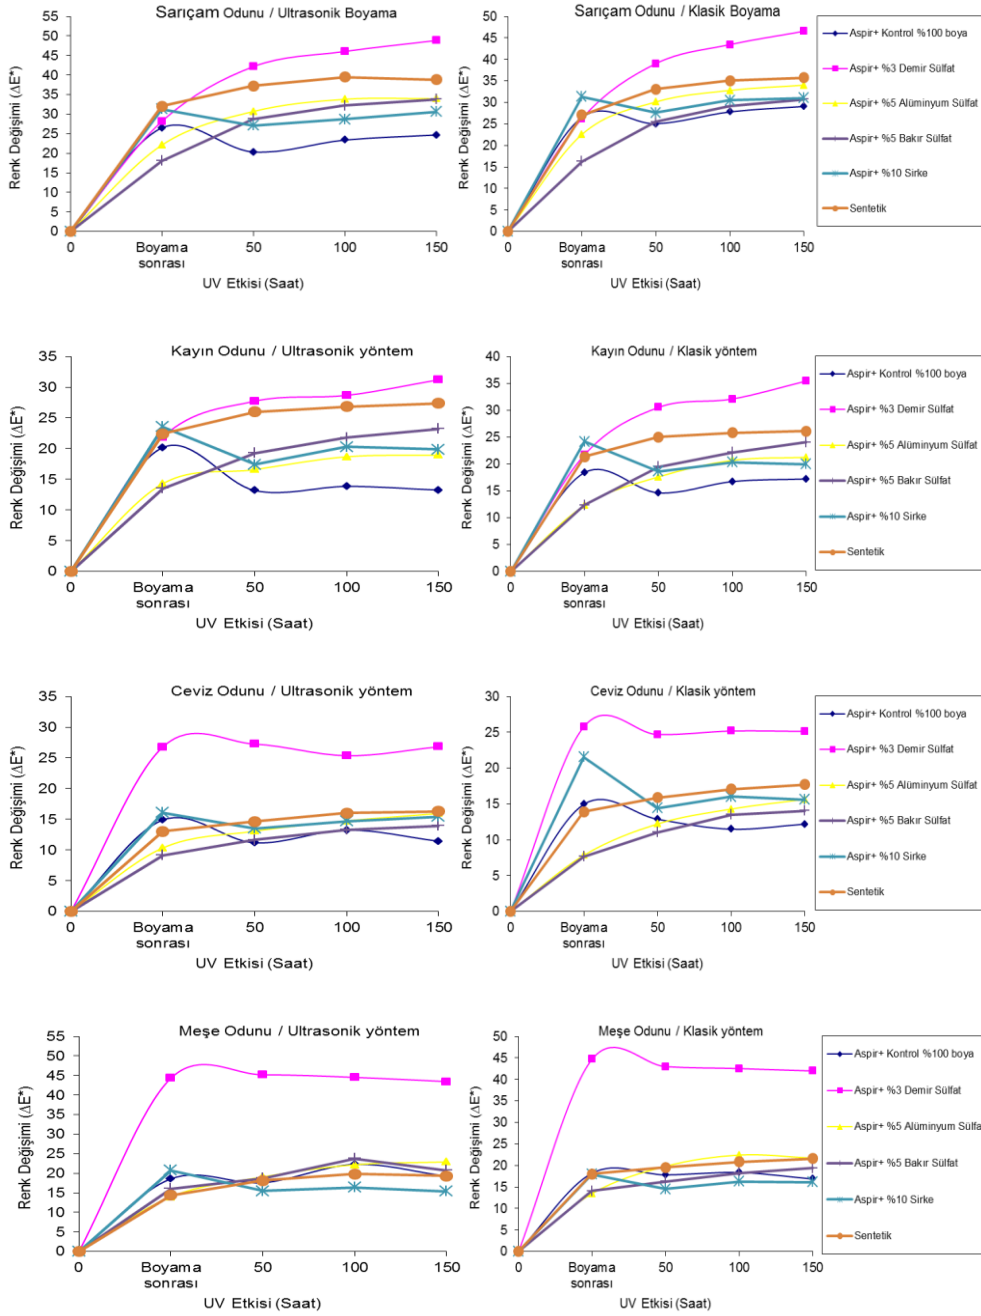 Sarıçam Odunu / Ultrasonik Boyama
Renk Değişimi (∆E*)
55
50
45
40
35
30
25
20
15
10
5
0
0 Boyama sonrası 50 100 150
UV Etkisi (Saat)
Sarıçam Odunu / Klasik Boyama
Renk Değişimi (∆E*)
50
45
40
35
30
25
20
15
10
5
0
0 Boyama sonrası 50 100 150
UV Etkisi (Saat)
Aspir+ Kontrol %100 boya
Aspir+ %3 Demir Sülfat
Aspir+ %5 Alüminyum Sülfat
Aspir+ %5 Bakır Sülfat
Aspir+ %10 Sirke
Sentetik
Kayın Odunu / Ultrasonik yöntem
Renk Değişimi (∆E*)
35
30
25
20
15
10
5
0
0 Boyama sonrası 50 100 150
UV Etkisi (Saat)
Kayın Odunu / Klasik yöntem
Renk Değişimi (∆E*)
40
35
30
25
20
15
10
5
0
0 Boyama sonrası 50 100 150
UV Etkisi (Saat)
Aspir+ Kontrol %100 boya
Aspir+ %3 Demir Sülfat
Aspir+ %5 Alüminyum Sülfat
Aspir+ %5 Bakır Sülfat
Aspir+ %10 Sirke
Sentetik
Ceviz Odunu / Ultrasonik yöntem
Renk Değişimi (∆E*)
35
30
25
20
15
10
5
0
0 Boyama sonrası 50 100 150
UV Etkisi (Saat)
Ceviz Odunu / Klasik yöntem
Renk Değişimi (∆E*)
30
25
20
15
10
5
0
0 Boyama sonrası 50 100 150
UV Etkisi (Saat)
Aspir+ Kontrol %100 boya
Aspir+ %3 Demir Sülfat
Aspir+ %5 Alüminyum Sülfat
Aspir+ %5 Bakır Sülfat
Aspir+ %10 Sirke
Sentetik
Meşe Odunu / Ultrasonik yöntem
Renk Değişimi (∆E*)
55
50
45
40
35
30
25
20
15
10
5
0
0 Boyama sonrası 50 100 150
UV Etkisi (Saat)
Meşe Odunu / Klasik yöntem
Renk Değişimi (∆E*)
50
45
40
35
30
25
20
15
10
5
0
0 Boyama sonrası 50 100 150
UV Etkisi (Saat)
Aspir+ Kontrol %100 boya
Aspir+ %3 Demir Sülfat
Aspir+ %5 Alüminyum Sülfa
Aspir+ %5 Bakır Sülfat
Aspir+ %10 Sirke
Sentetik